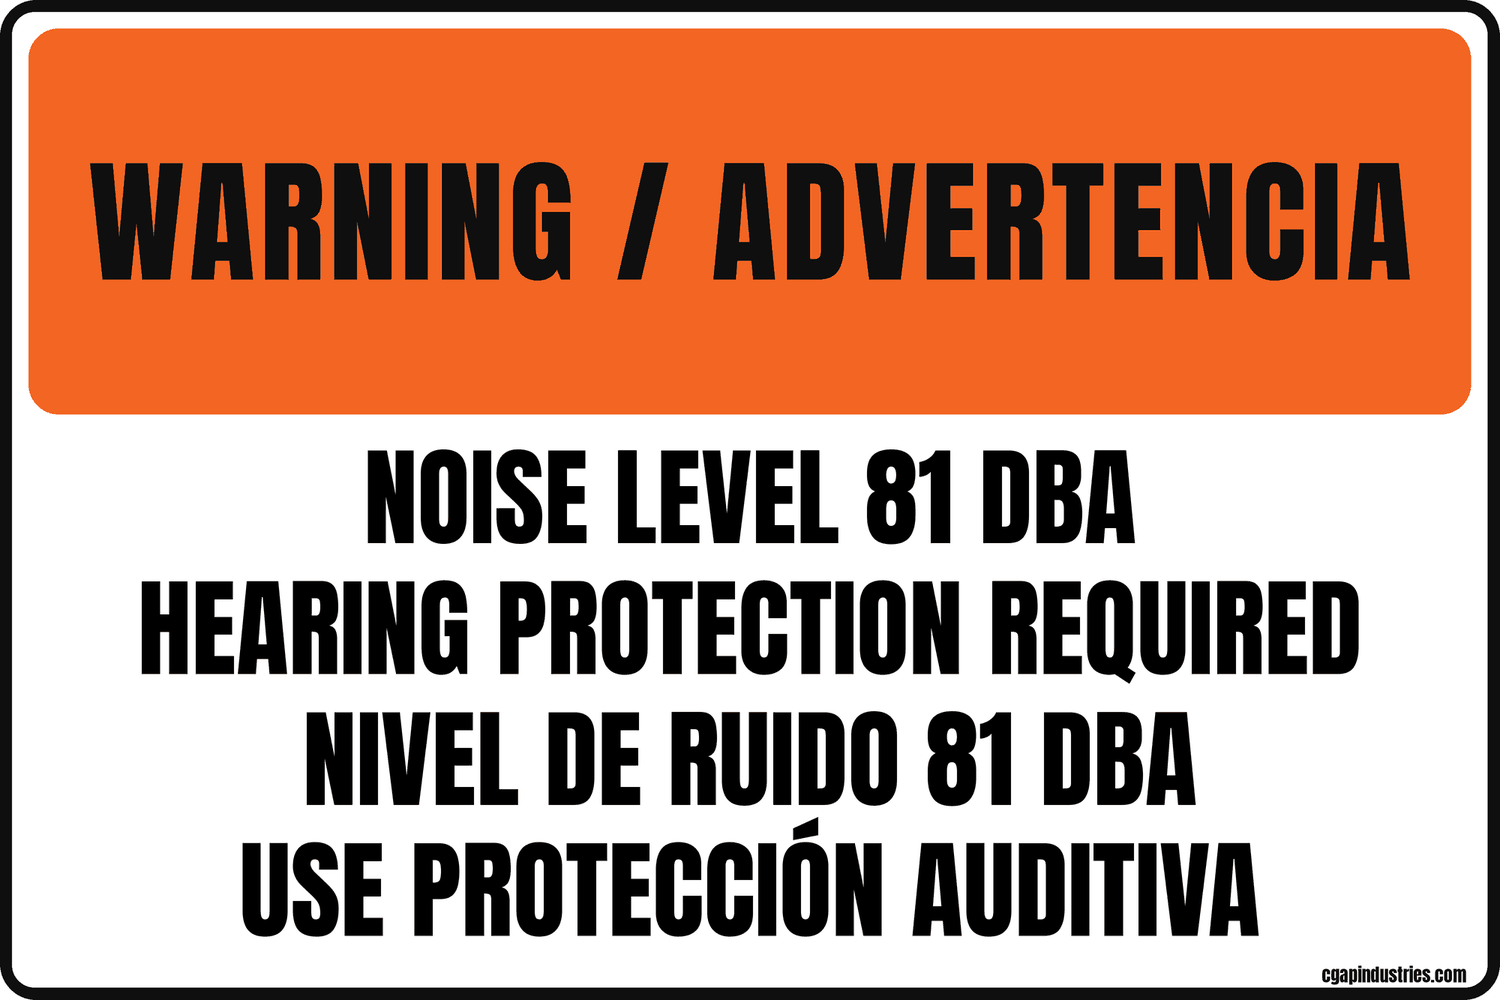 WARNING / ADVERTENCIA
NOISE LEVEL 81 DBA
HEARING PROTECTION REQUIRED
NIVEL DE RUIDO 81 DBA
USE PROTECCIÓN AUDITIVA
cgapindustries.com